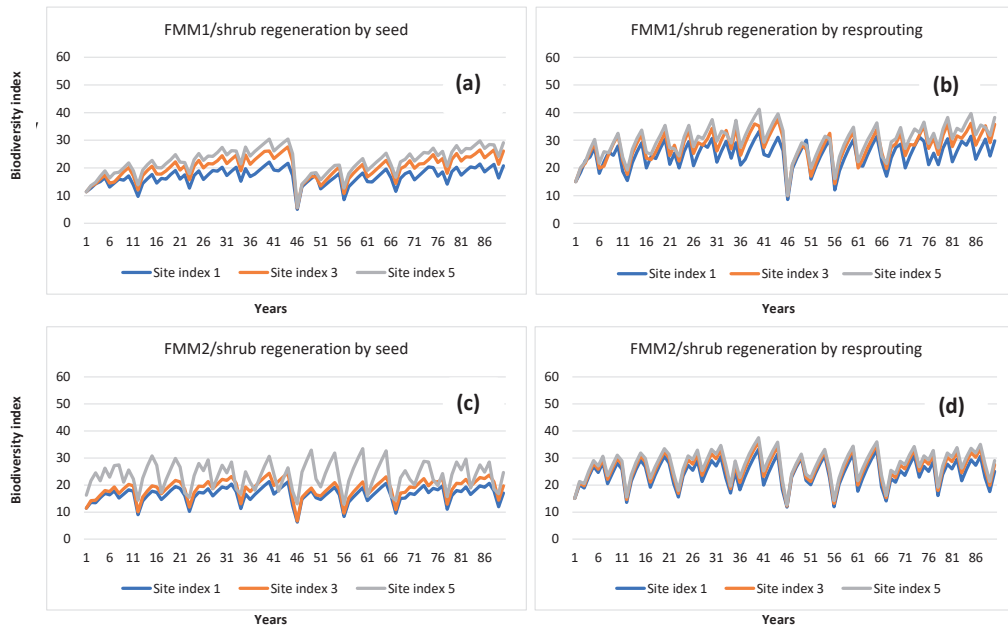 FMM1/shrub regeneration by seed
(a)
Biodiversity index
60
50
40
30
20
10
0
1 6 11 16 21 26 31 36 41 46 51 56 61 66 71 76 81 86
Site index 1 Site index 3 Site index 5
Years
FMM1/shrub regeneration by resprouting
(b)
60
50
40
30
20
10
0
1 6 11 16 21 26 31 36 41 46 51 56 61 66 71 76 81 86
Site index 1 Site index 3 Site index 5
Years
FMM2/shrub regeneration by seed
(c)
Biodiversity index
60
50
40
30
20
10
0
1 6 11 16 21 26 31 36 41 46 51 56 61 66 71 76 81 86
Site index 1 Site index 3 Site index 5
Years
FMM2/shrub regeneration by resprouting
(d)
60
50
40
30
20
10
0
1 6 11 16 21 26 31 36 41 46 51 56 61 66 71 76 81 86
Site index 1 Site index 3 Site index 5
Years